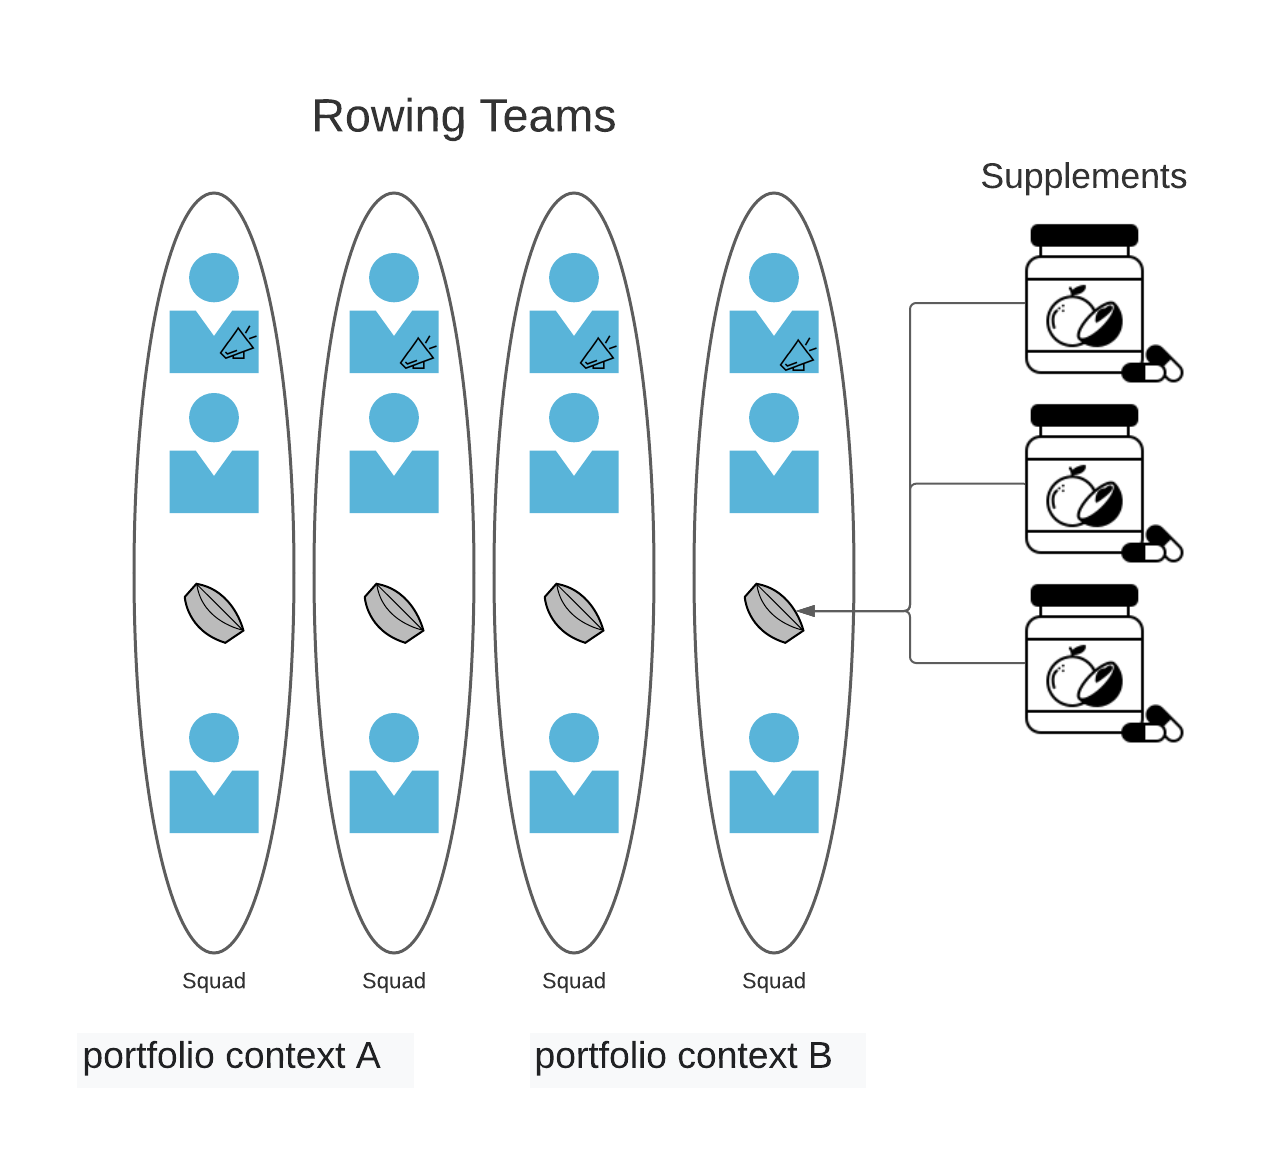 Rowing Teams
Supplements
Squad
Squad
Squad
Squad
portfolio context A
portfolio context B